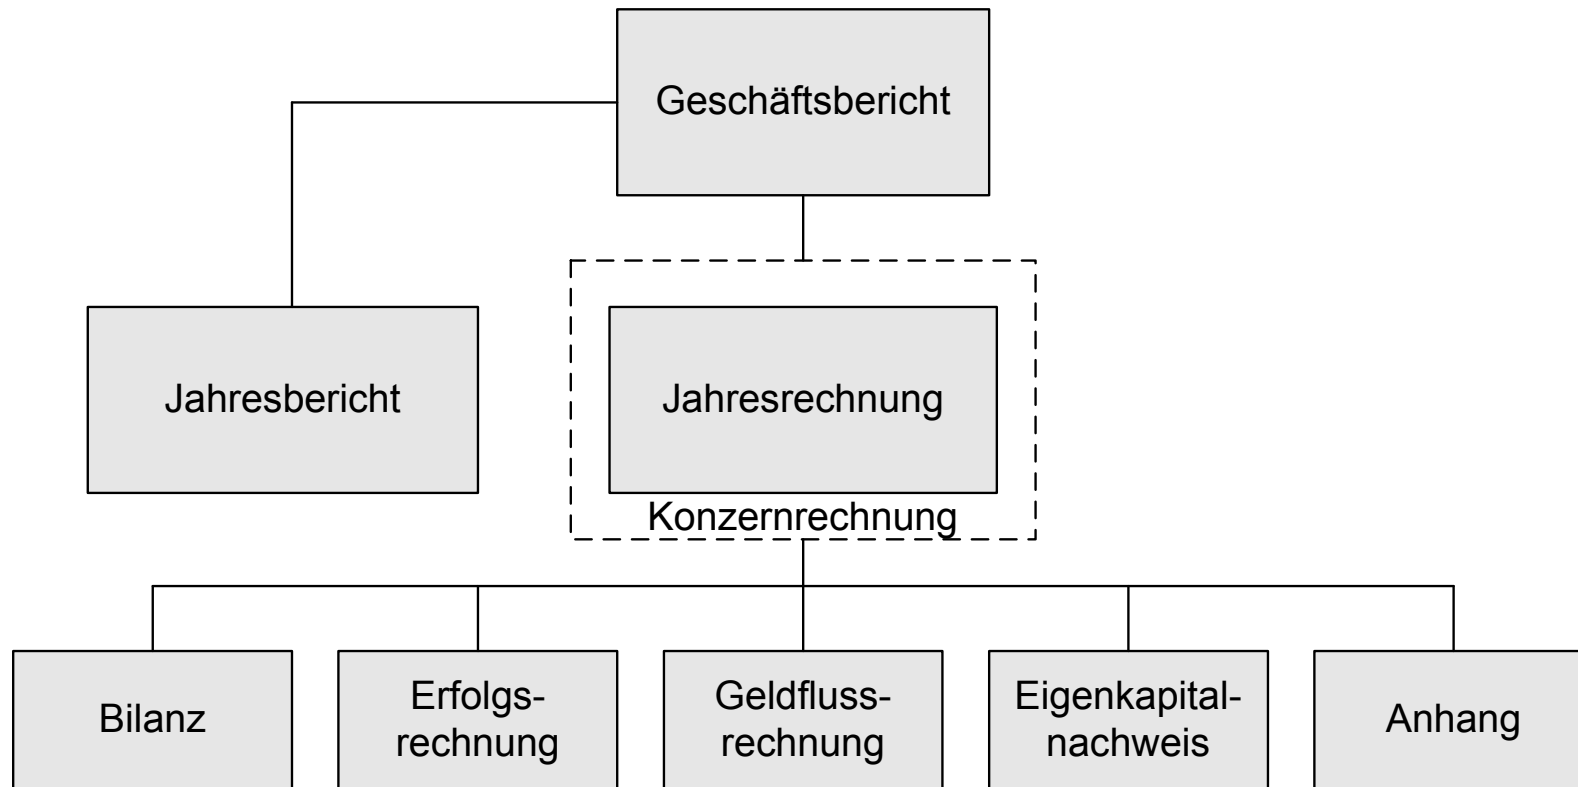 Geschäftsbericht
Jahresbericht
Jahresrechnung
Konzernrechnung
Bilanz
Erfolgs-
rechnung
Geldfluss-
rechnung
Eigenkapital-
nachweis
Anhang